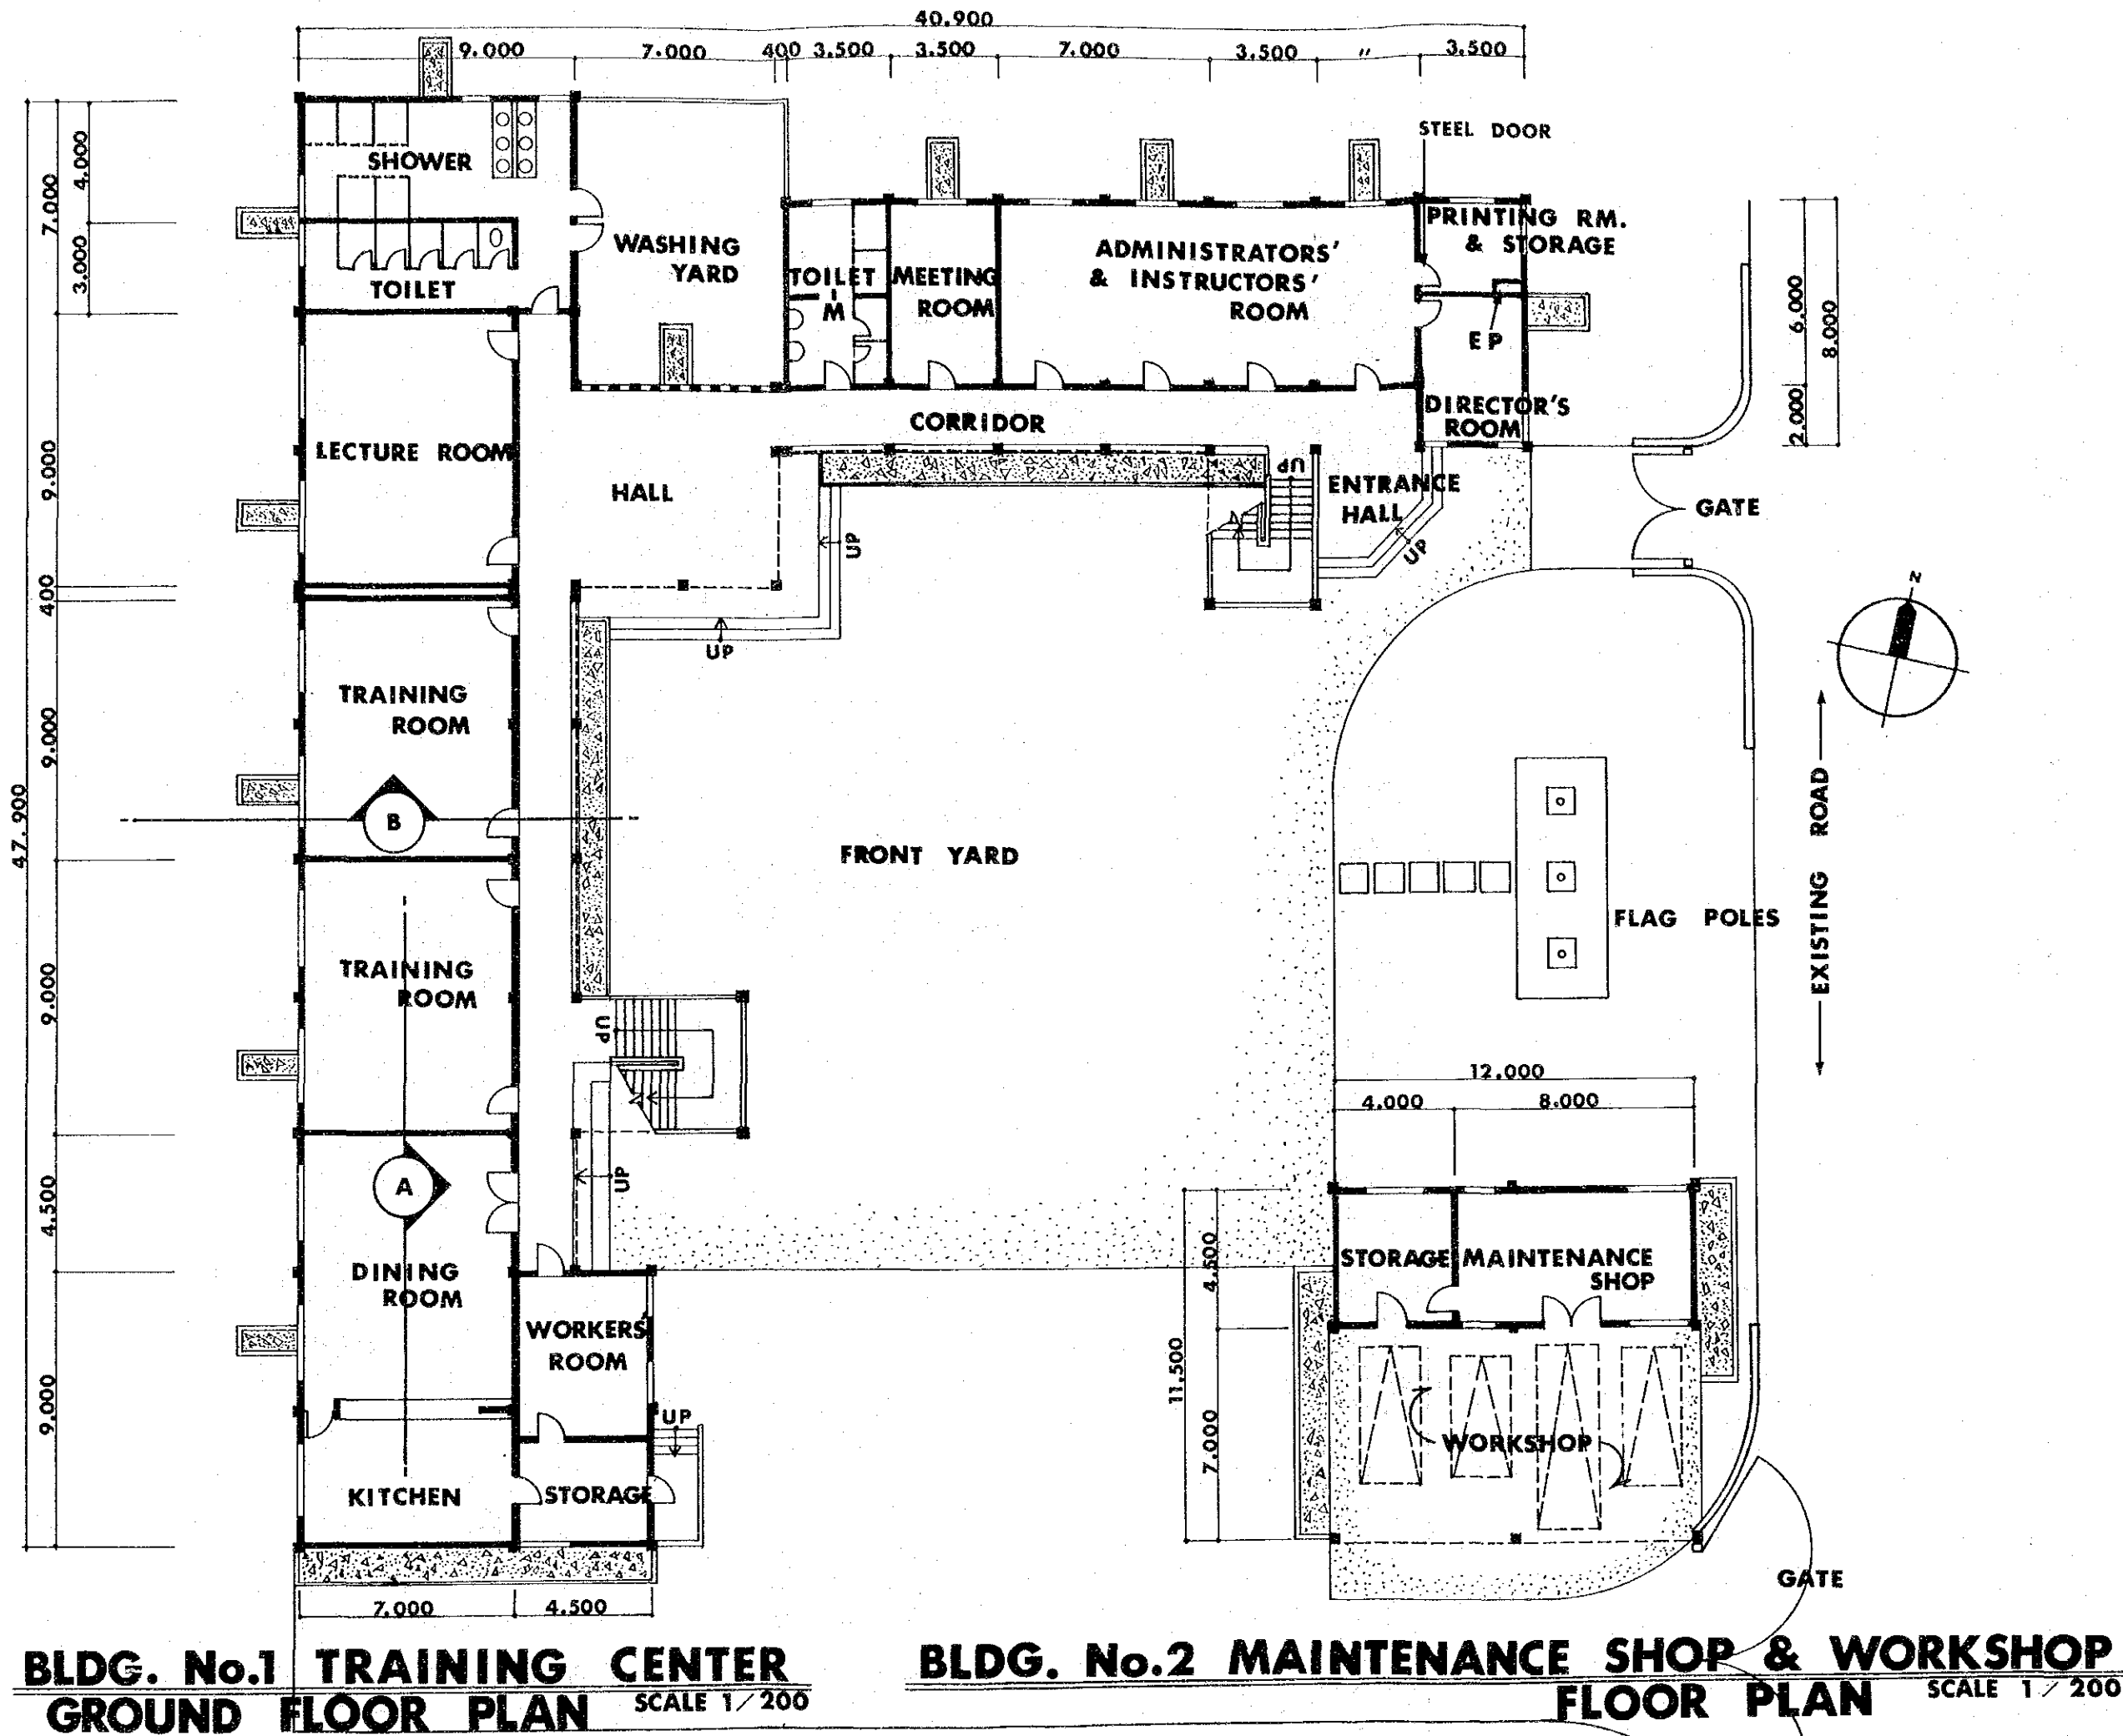 40.900
9.000 7.000 400 3.500 3.500 7.000 3.500 〃 3.500
STEEL DOOR
4.000
7.000
3.000
9.000
400
9.000
47.900
9.000
4.500
9.000
SHOWER
TOILET
WASHING
YARD
TOILET
M
MEETING
ROOM
ADMINISTRATORS'
& INSTRUCTORS'
ROOM
PRINTING RM.
& STORAGE
EP
DIRECTOR'S
ROOM
6.000
8.000
2.000
CORRIDOR
LECTURE ROOM
HALL
UP
UP
UP
ENTRANCE
HALL
UP
GATE
N
TRAINING
ROOM
B
FRONT YARD
FLAG POLES
EXISTING ROAD
TRAINING
ROOM
UP
UP
A
DINING
ROOM
WORKERS'
ROOM
UP
KITCHEN
STORAGE
7.000 4.500
12.000
4.000 8.000
4.500
11.500
7.000
STORAGE
MAINTENANCE
SHOP
WORKSHOP
GATE
BLDG. No.1 TRAINING CENTER
GROUND FLOOR PLAN SCALE 1/200
BLDG. No.2 MAINTENANCE SHOP & WORKSHOP
FLOOR PLAN SCALE 1/200